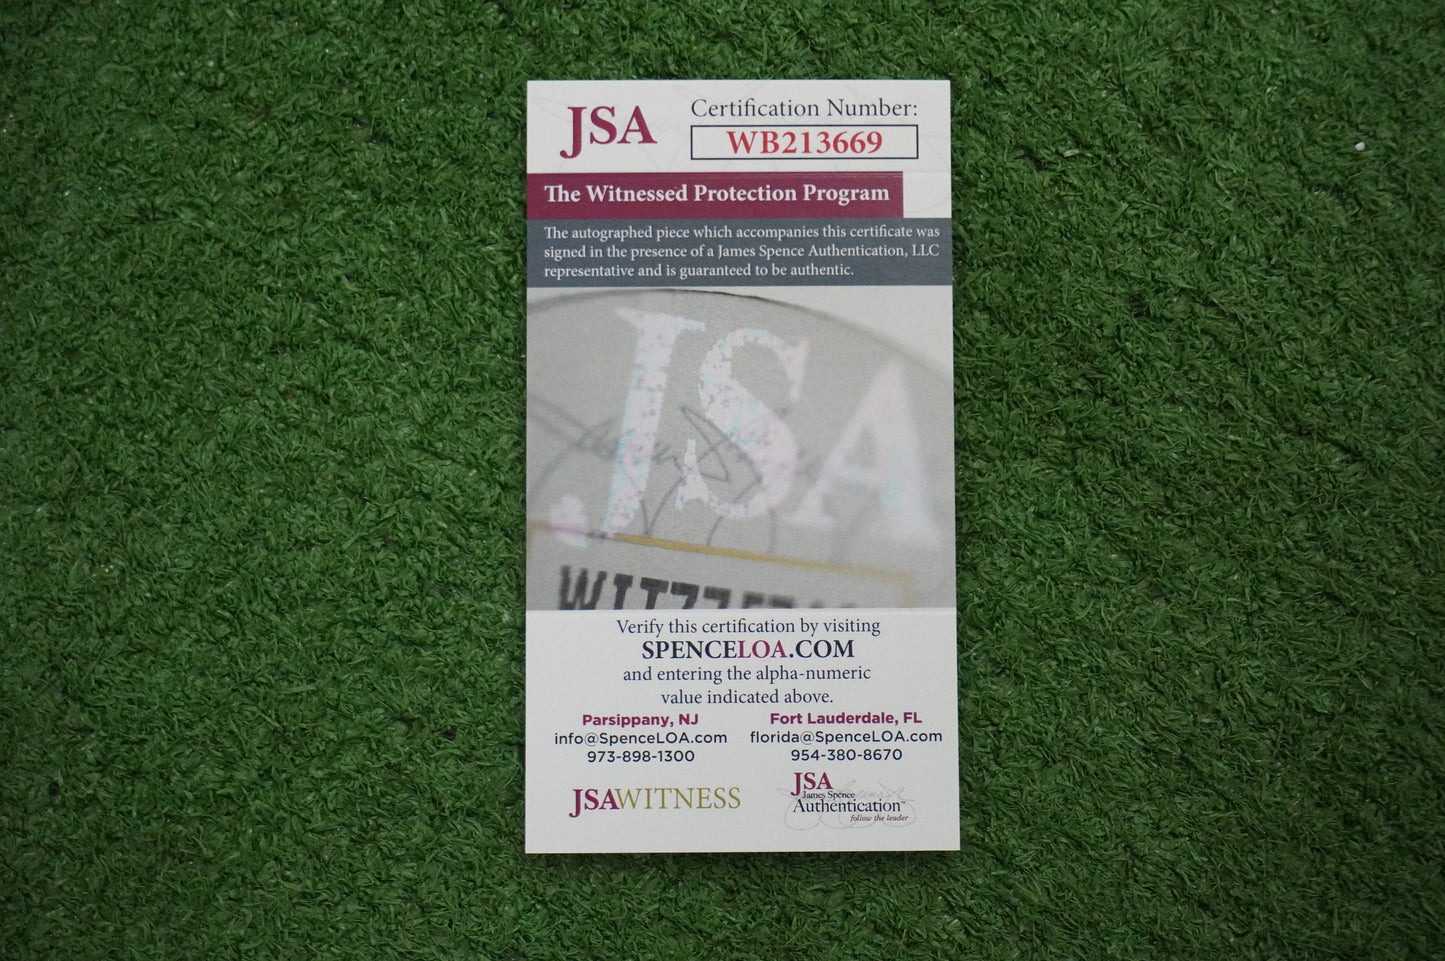 JSA
Certification Number:
WB213669
The Witnessed Protection Program
The autographed piece which accompanies this certificate was
signed in the presence of a James Spence Authentication, LLC
representative and is guaranteed to be authentic.
JSA
Verify this certification by visiting
SPENCELOA.COM
and entering the alpha-numeric
value indicated above.
Parsippany, NJ
info@SpenceLOA.com
973-898-1300
Fort Lauderdale, FL
florida@SpenceLOA.com
954-380-8670
JSAWITNESS
JSA
James Spence
Authentication™
follow the leader